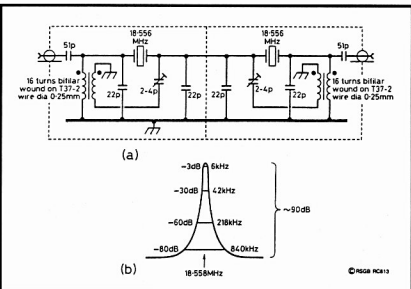 51p
18·556
MHz
18·556
MHz
51p
16 turns bifilar
wound on T37-2
wire dia 0·25mm
22p
2-4p
22p
22p
2-4p
22p
16 turns bifilar
wound on T37-2
wire dia 0·25mm
(a)
-3dB
6kHz
-30dB
42kHz
-60dB
218kHz
-80dB
840kHz
~90dB
18·558MHz
(b)
©RSGB RC613